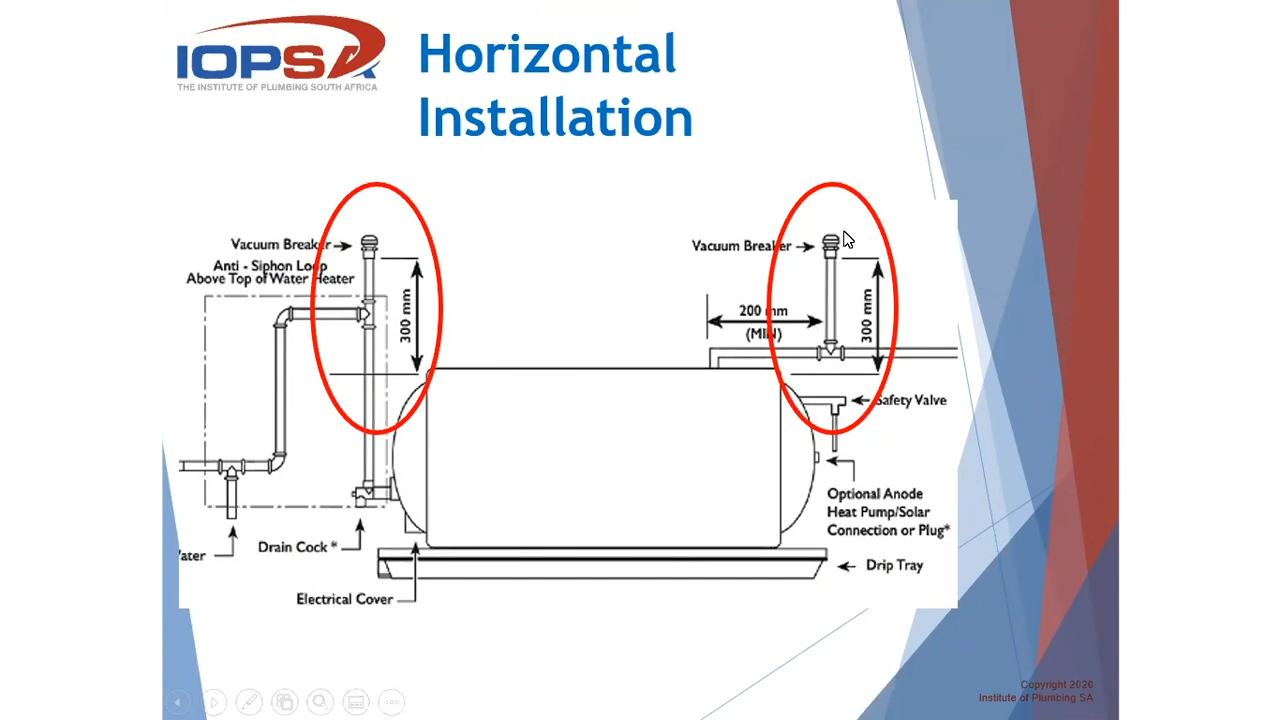 IOPSA
THE INSTITUTE OF PLUMBING SOUTH AFRICA
Horizontal
Installation
Vacuum Breaker
Anti - Siphon Loop
Above Top of Water Heater
300 mm
Vacuum Breaker
200 mm
(MIN)
300 mm
Safety Valve
Optional Anode
Heat Pump/Solar
Connection or Plug*
Drain Cock *
ater
Drip Tray
Electrical Cover
Copyright 2020
Institute of Plumbing SA